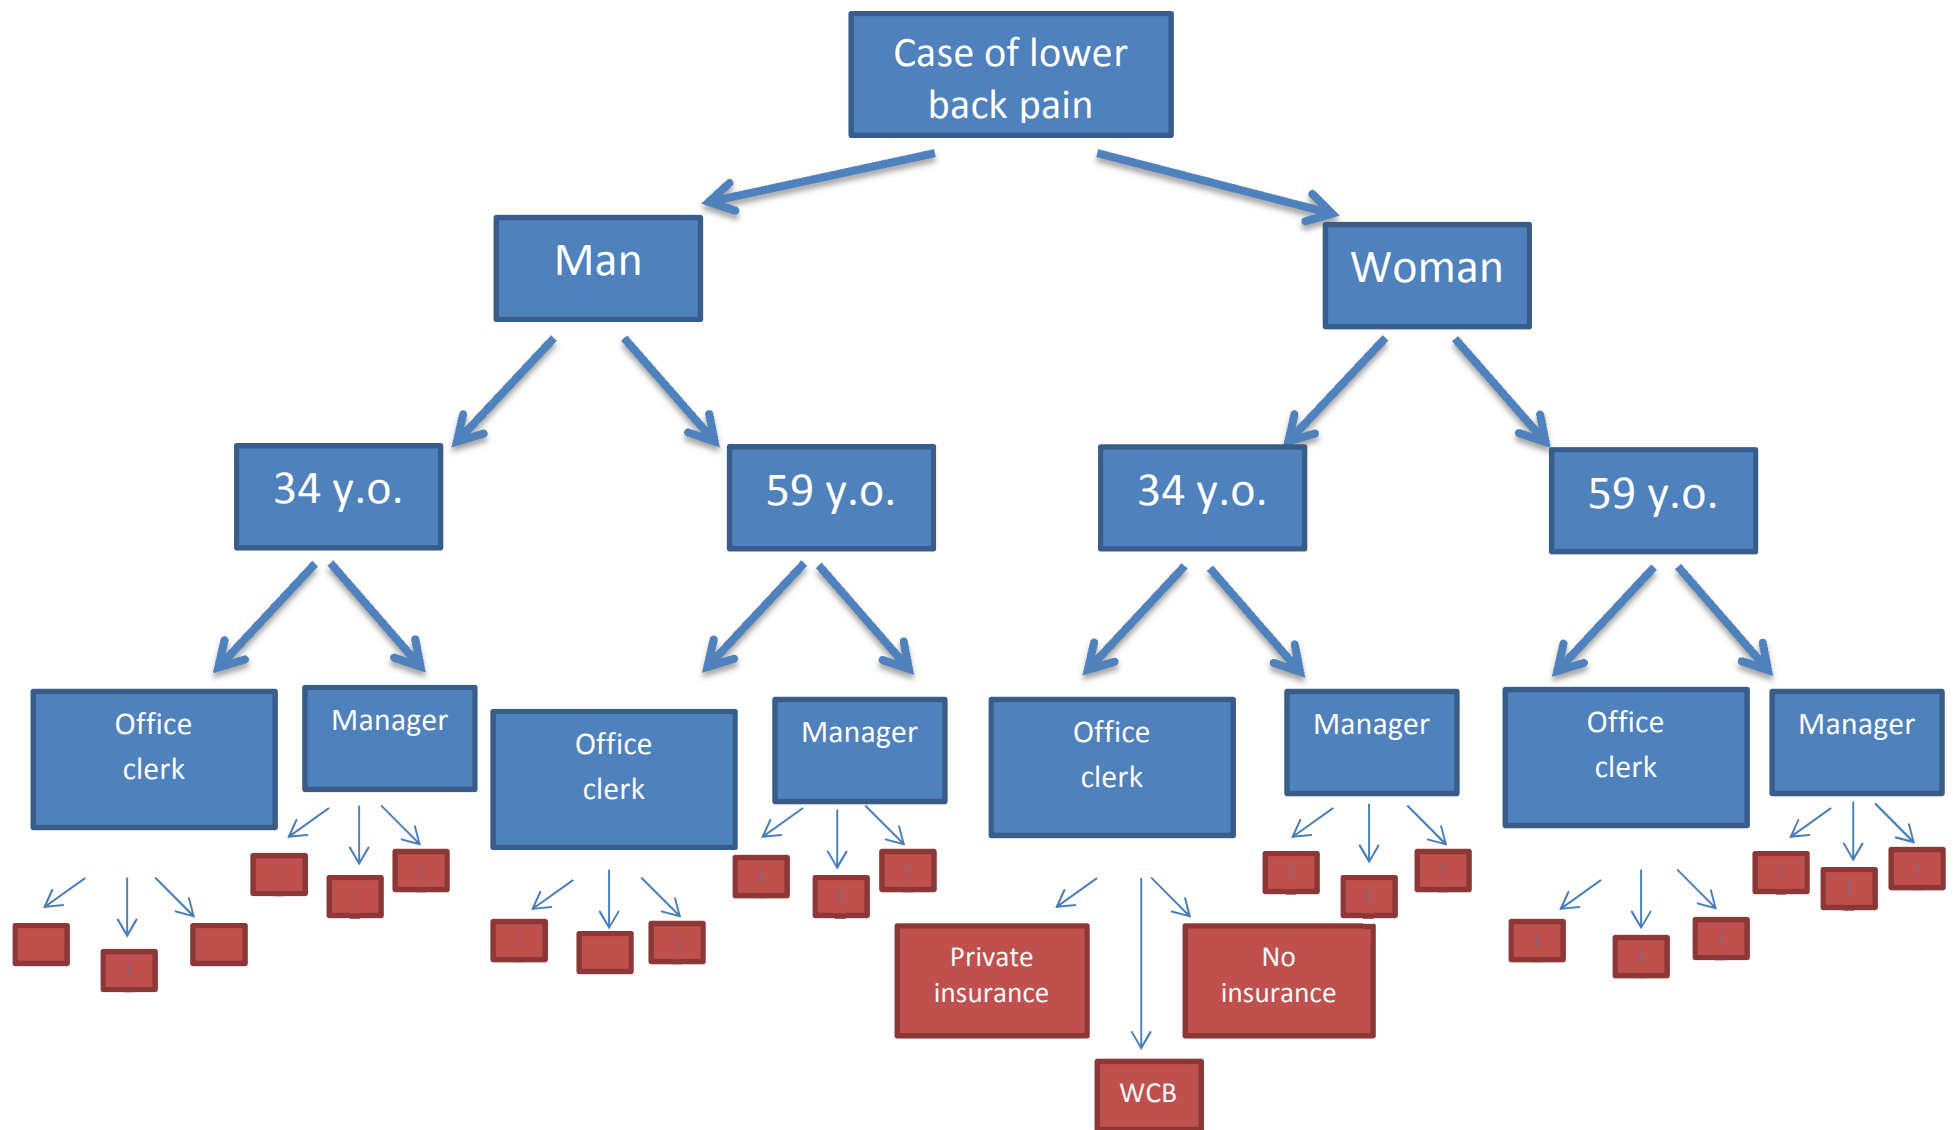 Case of lower
back pain
Man
Woman
34 y.o.
59 y.o.
34 y.o.
59 y.o.
Office
clerk
Manager
Office
clerk
Manager
Office
clerk
Manager
Office
clerk
Manager
Private
insurance
No
insurance
WCB